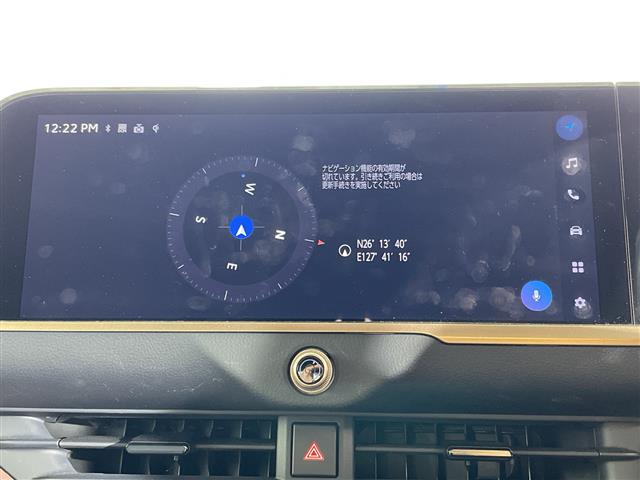 12:22 PM
ナビゲーション機能の有効期間が
切れています。引き続きご利用の場合は
更新手続きを実施してください
W
S
N
E
N26° 13′ 40″
E127° 41′ 16″